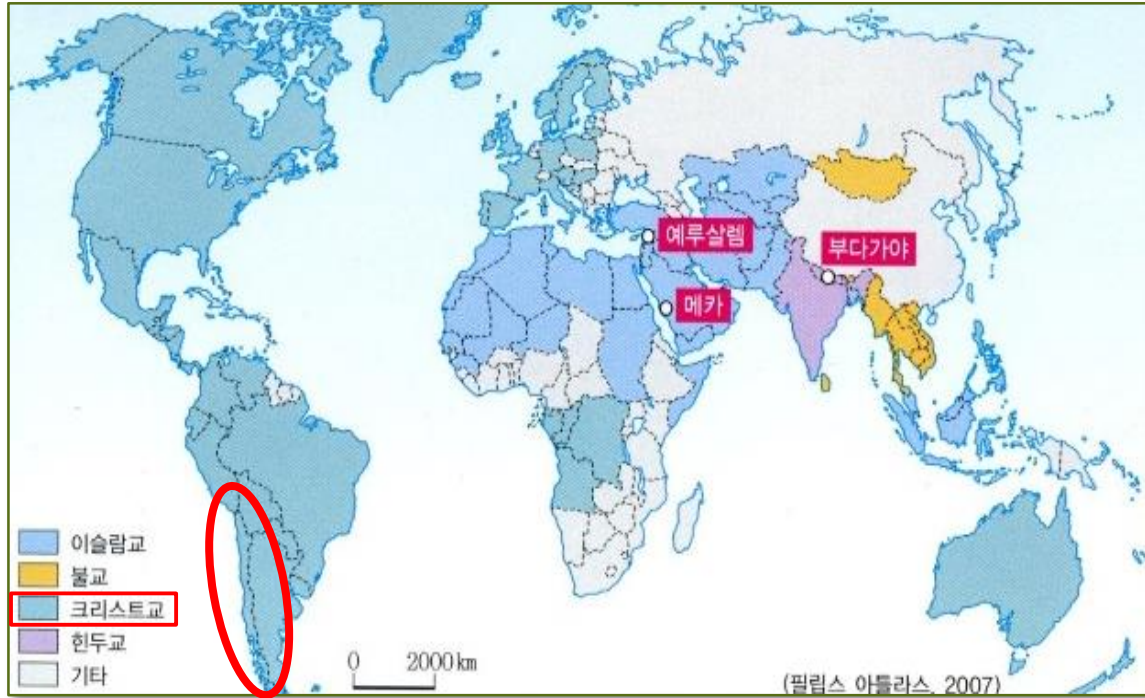 예루살렘
부다가야
메카
이슬람교
불교
크리스트교
힌두교
기타
0 2000km
(필립스 아틀라스, 2007)